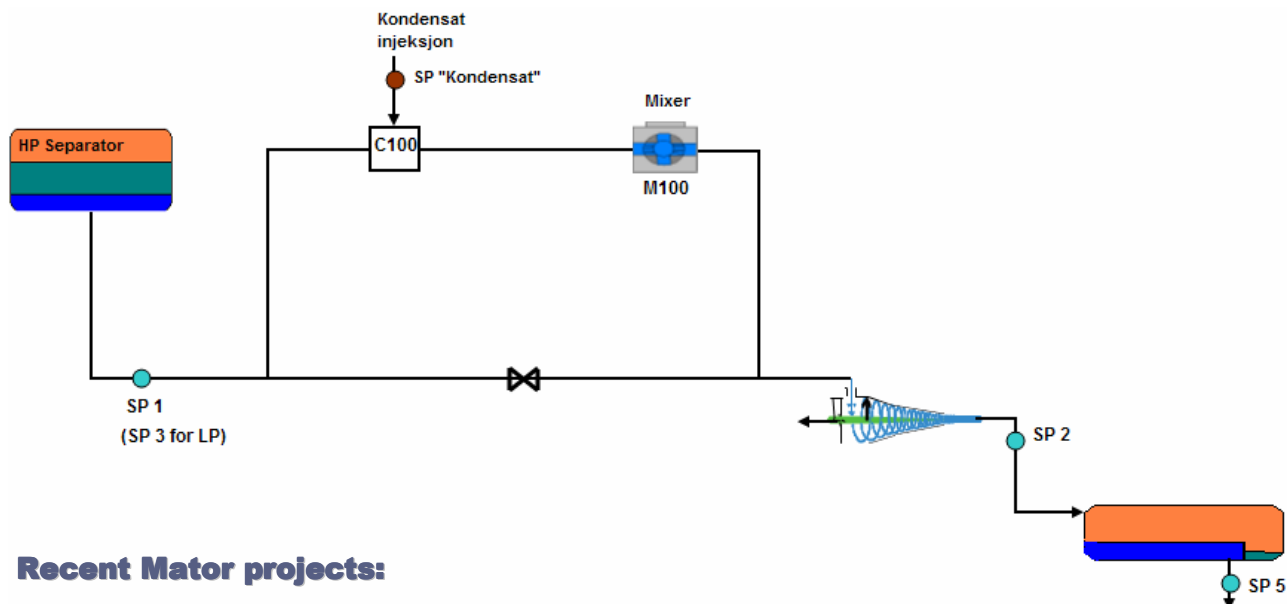 Kondensat
injeksjon
SP "Kondensat"
Mixer
HP Separator
C100
M100
SP 1
(SP 3 for LP)
SP 2
SP 5
Recent Mator projects: